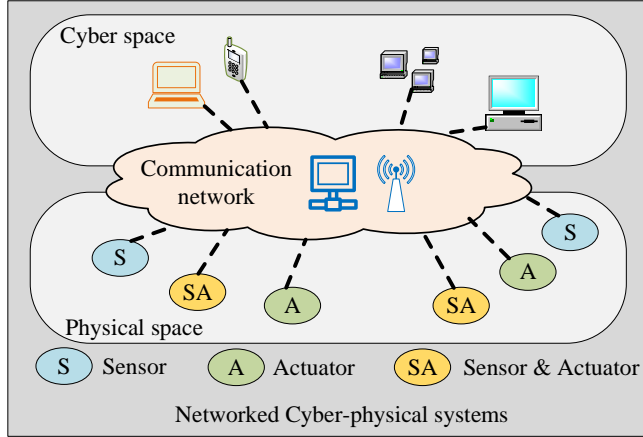 Cyber space
Communication
network
S
S
SA
A
SA
A
Physical space
S Sensor A Actuator SA Sensor & Actuator
Networked Cyber-physical systems